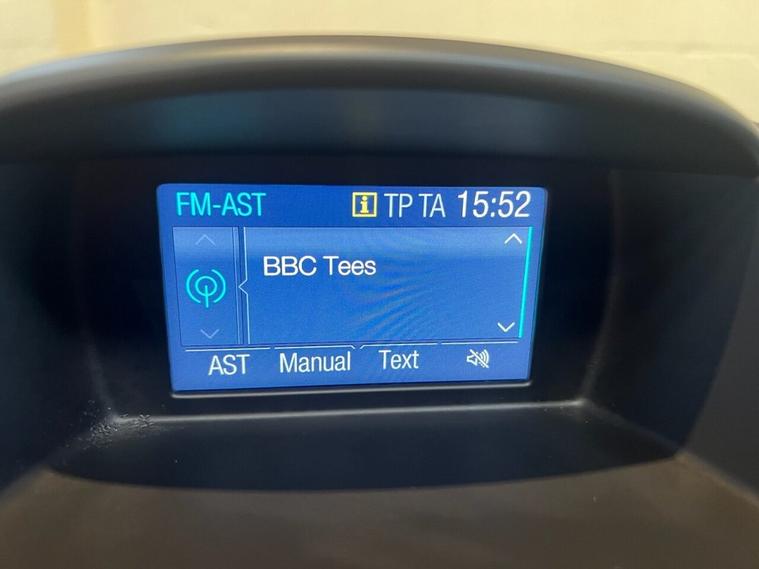 FM-AST TP TA 15:52
BBC Tees
AST Manual Text